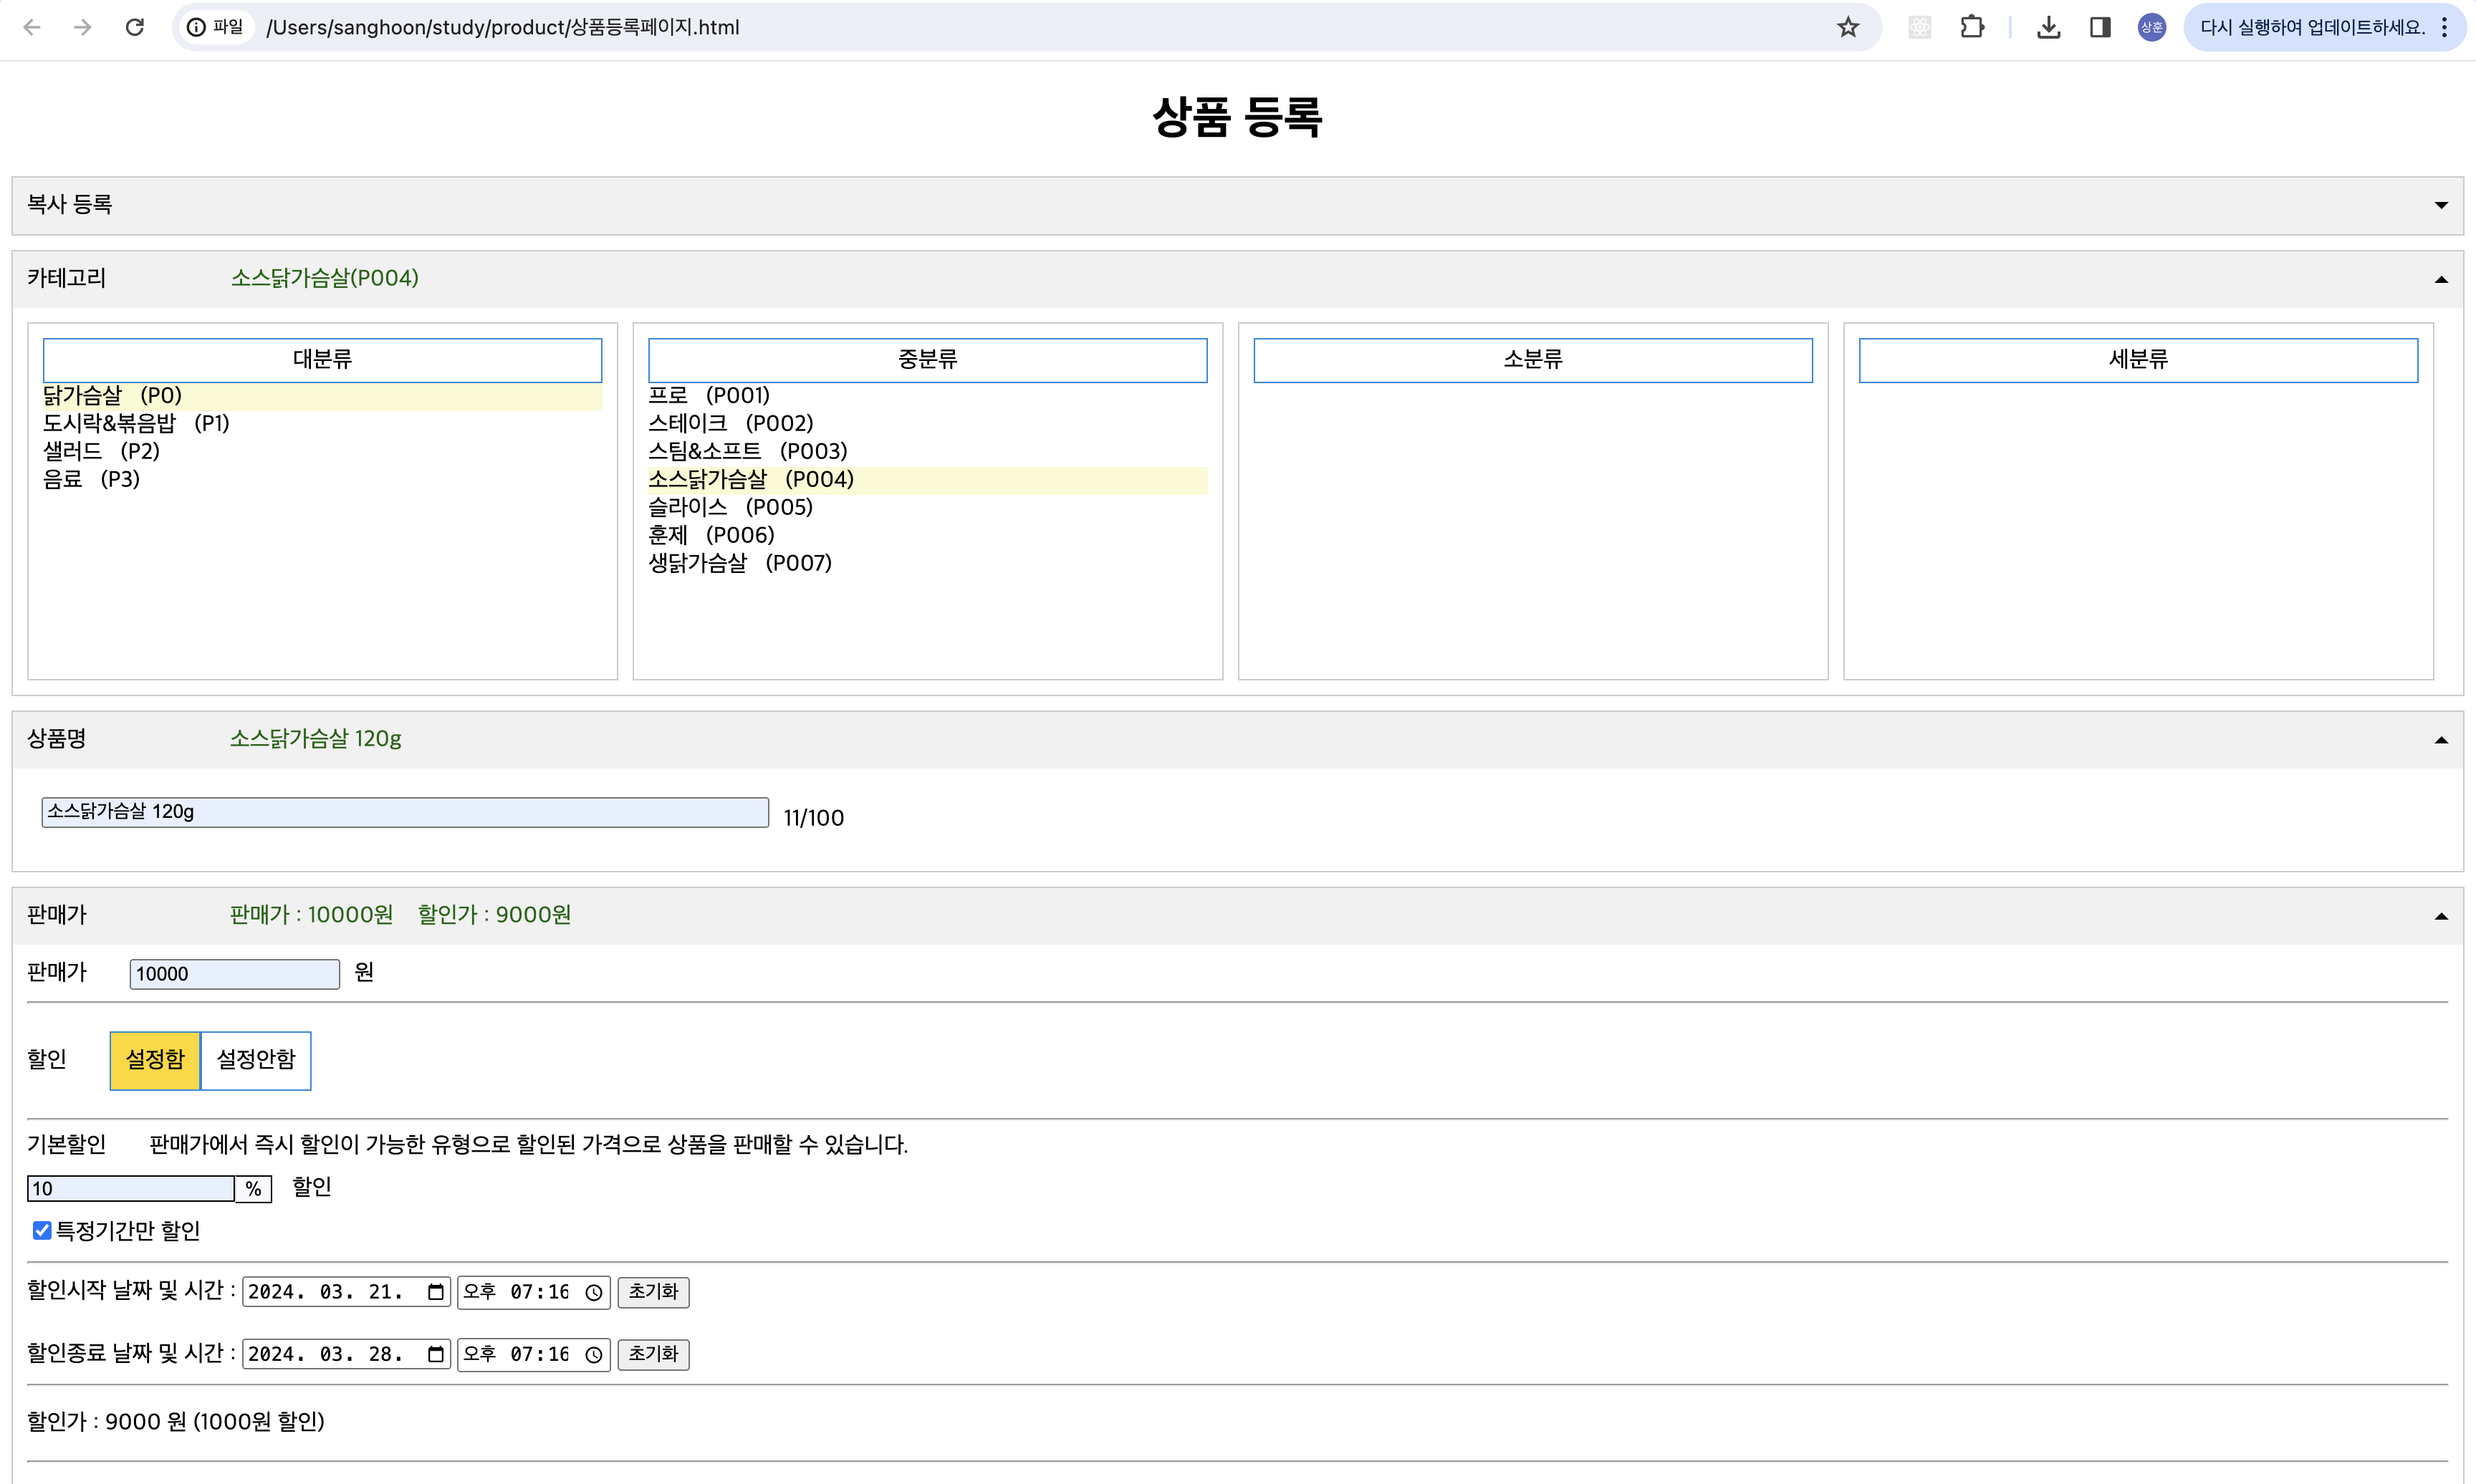 파일 /Users/sanghoon/study/product/상품등록페이지.html 상훈 다시 실행하여 업데이트하세요.
상품 등록
복사 등록
카테고리 소스닭가슴살(P004)
대분류
닭가슴살 (P0)
도시락&볶음밥 (P1)
샐러드 (P2)
음료 (P3)
중분류
프로 (P001)
스테이크 (P002)
스팀&소프트 (P003)
소스닭가슴살 (P004)
슬라이스 (P005)
훈제 (P006)
생닭가슴살 (P007)
소분류
세분류
상품명 소스닭가슴살 120g
소스닭가슴살 120g 11/100
판매가 판매가 : 10000원 할인가 : 9000원
판매가 10000 원
할인 설정함 설정안함
기본할인 판매가에서 즉시 할인이 가능한 유형으로 할인된 가격으로 상품을 판매할 수 있습니다.
10 % 할인
특정기간만 할인
할인시작 날짜 및 시간 : 2024. 03. 21. 오후 07:16 초기화
할인종료 날짜 및 시간 : 2024. 03. 28. 오후 07:16 초기화
할인가 : 9000 원 (1000원 할인)